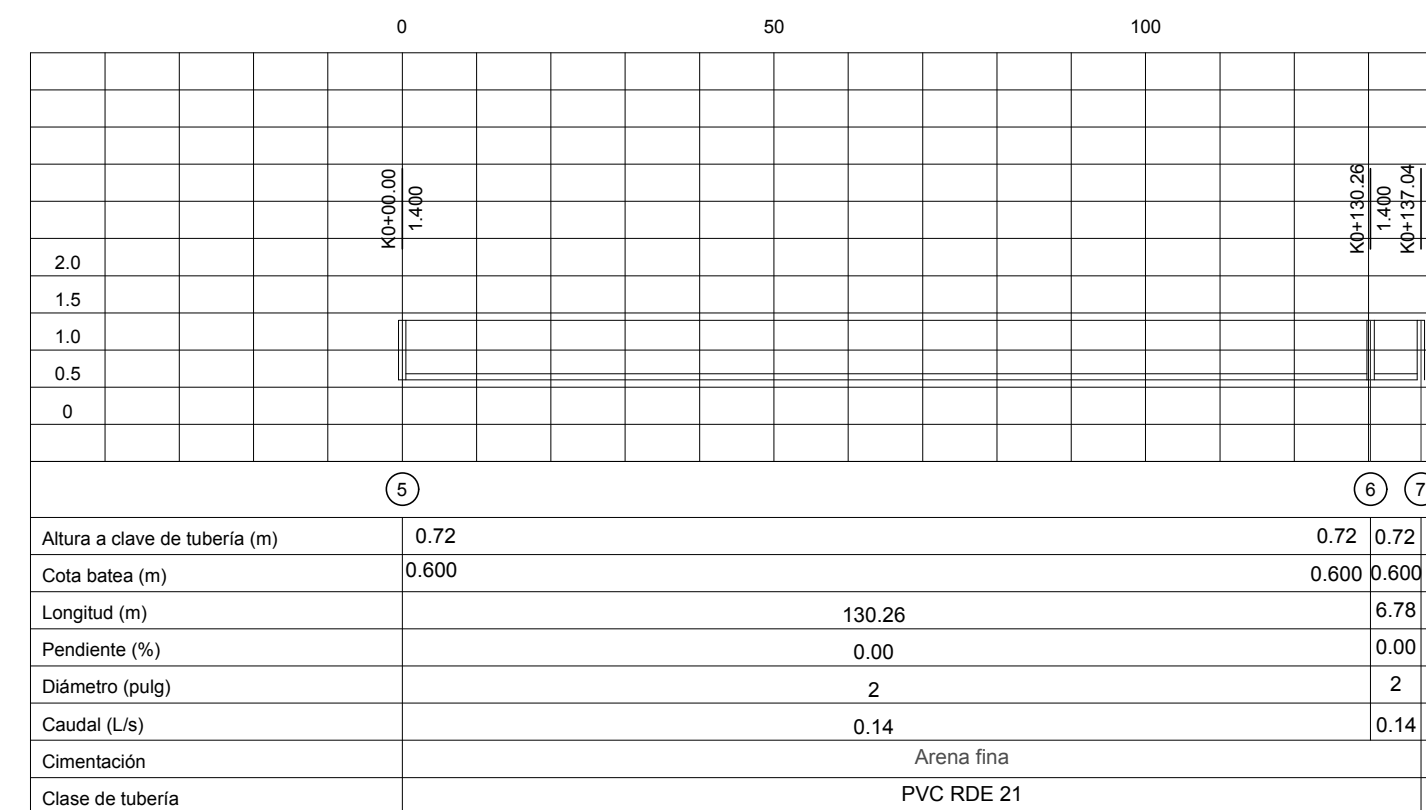 0 50 100
K0+00.00
1.400
K0+130.26
1.400
K0+137.04
2.0
1.5
1.0
0.5
0
5 6 7
Altura a clave de tubería (m) 0.72 0.72 0.72
Cota batea (m) 0.600 0.600 0.600
Longitud (m) 130.26 6.78
Pendiente (%) 0.00 0.00
Diámetro (pulg) 2 2
Caudal (L/s) 0.14 0.14
Cimentación Arena fina
Clase de tubería PVC RDE 21